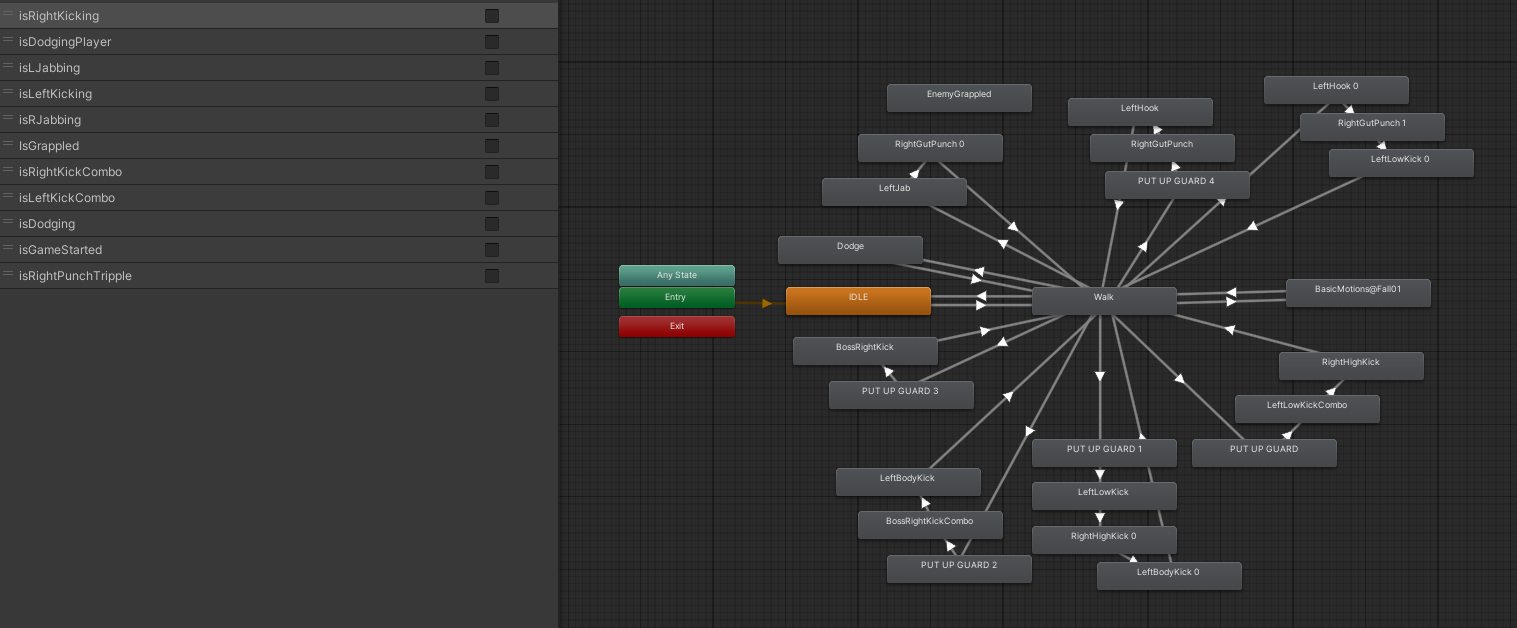 isRightKicking
isDodgingPlayer
isLJabbing
isLeftKicking
isRJabbing
IsGrappled
isRightKickCombo
isLeftKickCombo
isDodging
isGameStarted
isRightPunchTripple
LeftHook 0
EnemyGrappled
LeftHook
RightGutPunch 1
RightGutPunch 0
RightGutPunch
LeftLowKick 0
LeftJab
PUT UP GUARD 4
Dodge
Any State
BasicMotions@Fall01
Entry
IDLE
Walk
Exit
BossRightKick
RightHighKick
PUT UP GUARD 3
LeftLowKickCombo
PUT UP GUARD 1
PUT UP GUARD
LeftBodyKick
LeftLowKick
BossRightKickCombo
RightHighKick 0
PUT UP GUARD 2
LeftBodyKick 0